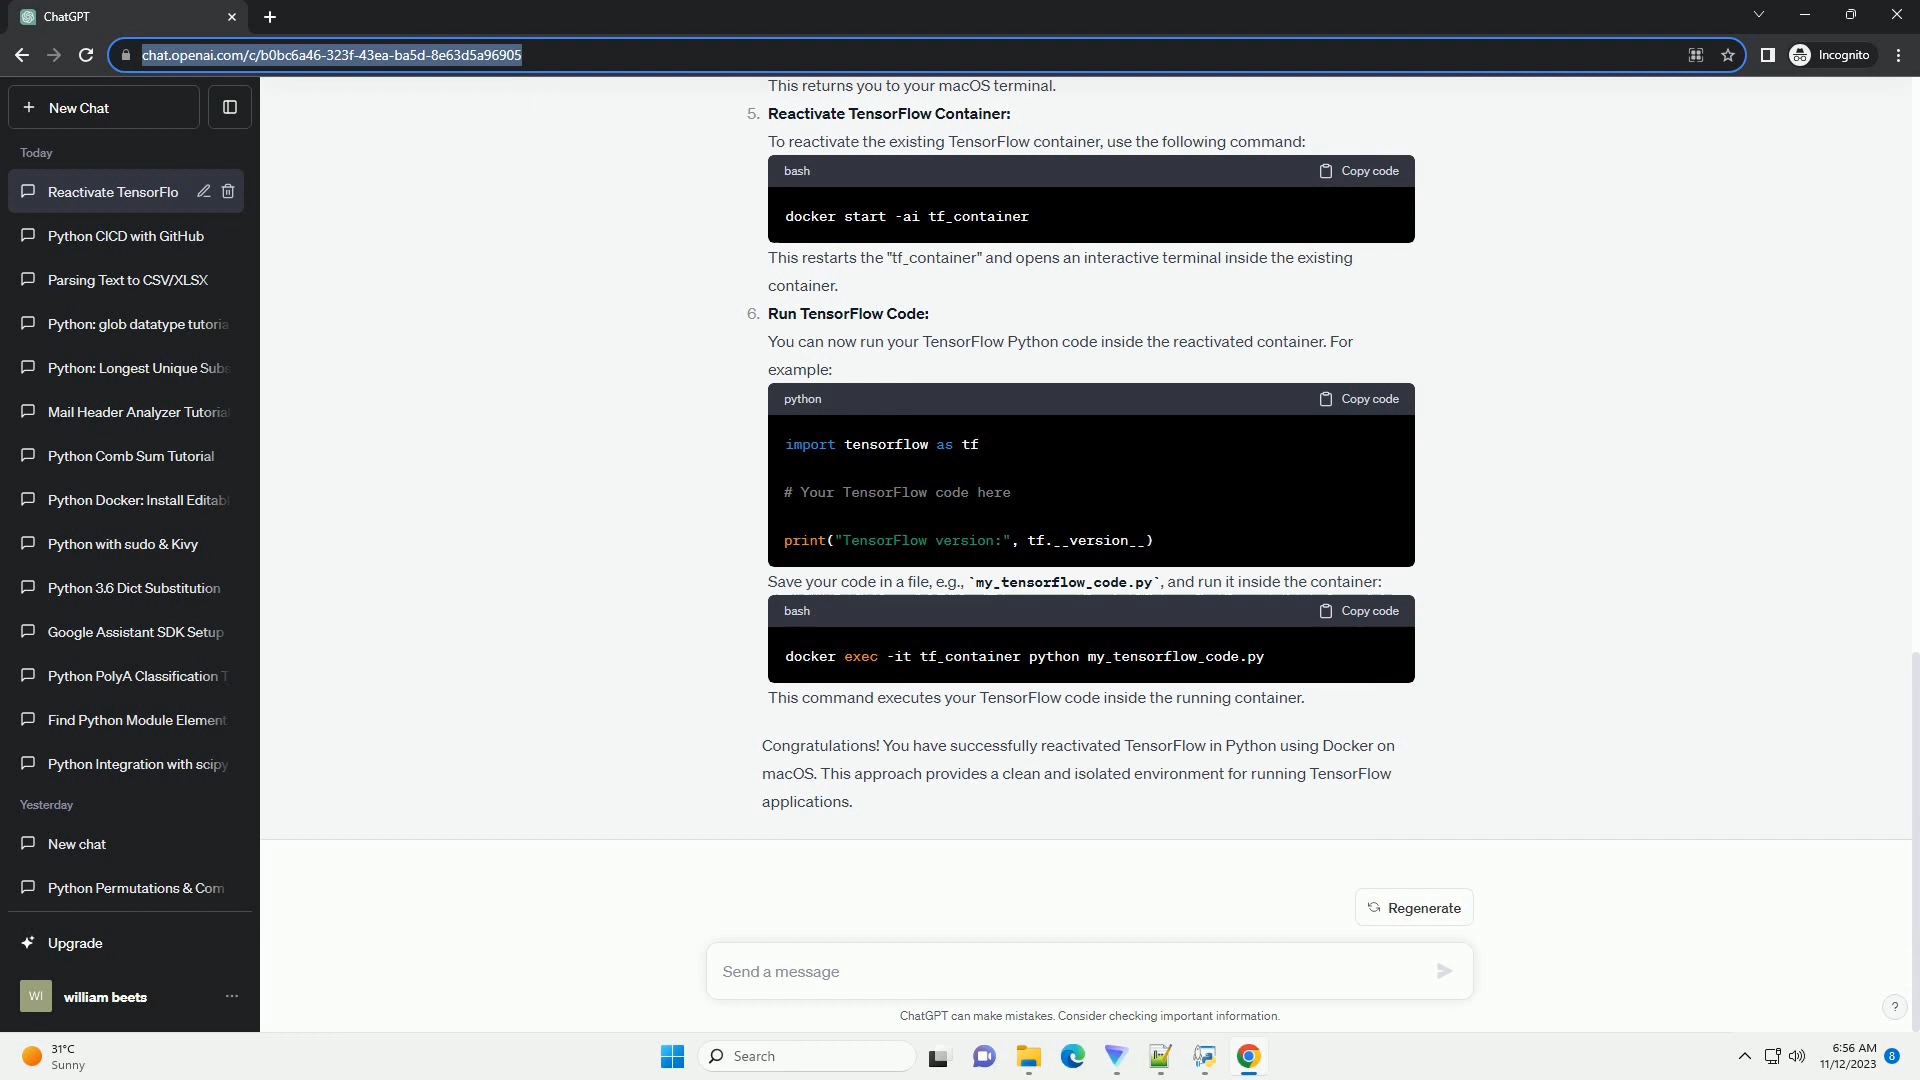 ChatGPT
chat.openai.com/c/b0bc6a46-323f-43ea-ba5d-8e63d5a96905
Incognito
New Chat
Today
Reactivate TensorFlo
Python CICD with GitHub
Parsing Text to CSV/XLSX
Python: glob datatype tutoria
Python: Longest Unique Subs
Mail Header Analyzer Tutoria
Python Comb Sum Tutorial
Python Docker: Install Editabl
Python with sudo & Kivy
Python 3.6 Dict Substitution
Google Assistant SDK Setup
Python PolyA Classification T
Find Python Module Element
Python Integration with scipy
Yesterday
New chat
Python Permutations & Com
Upgrade
WI
william beets
This returns you to your macOS terminal.
5. Reactivate TensorFlow Container:
To reactivate the existing TensorFlow container, use the following command:
bash Copy code
docker start -ai tf_container
This restarts the "tf_container" and opens an interactive terminal inside the existing
container.
6. Run TensorFlow Code:
You can now run your TensorFlow Python code inside the reactivated container. For
example:
python Copy code
import tensorflow as tf
# Your TensorFlow code here
print("TensorFlow version:", tf.__version__)
Save your code in a file, e.g., `my_tensorflow_code.py`, and run it inside the container:
bash Copy code
docker exec -it tf_container python my_tensorflow_code.py
This command executes your TensorFlow code inside the running container.
Congratulations! You have successfully reactivated TensorFlow in Python using Docker on
macOS. This approach provides a clean and isolated environment for running TensorFlow
applications.
Regenerate
Send a message
ChatGPT can make mistakes. Consider checking important information.
?
31°C
Sunny
Search
6:56 AM
11/12/2023
8